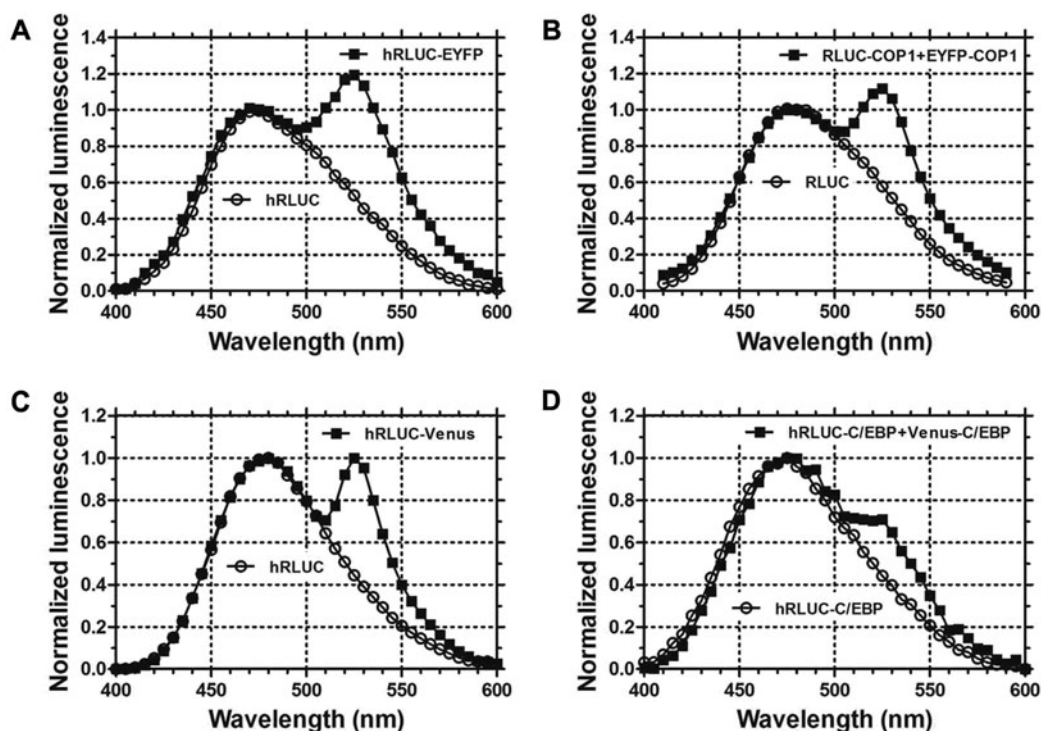 A
Normalized luminescence
1.4
1.2
1.0
0.8
0.6
0.4
0.2
0.0
hRLUC-EYFP
hRLUC
400 450 500 550 600
Wavelength (nm)
B
Normalized luminescence
1.4
1.2
1.0
0.8
0.6
0.4
0.2
0.0
RLUC-COP1+EYFP-COP1
RLUC
400 450 500 550 600
Wavelength (nm)
C
Normalized luminescence
1.2
1.0
0.8
0.6
0.4
0.2
0.0
hRLUC-Venus
hRLUC
400 450 500 550 600
Wavelength (nm)
D
Normalized luminescence
1.2
1.0
0.8
0.6
0.4
0.2
0.0
hRLUC-C/EBP+Venus-C/EBP
hRLUC-C/EBP
400 450 500 550 600
Wavelength (nm)